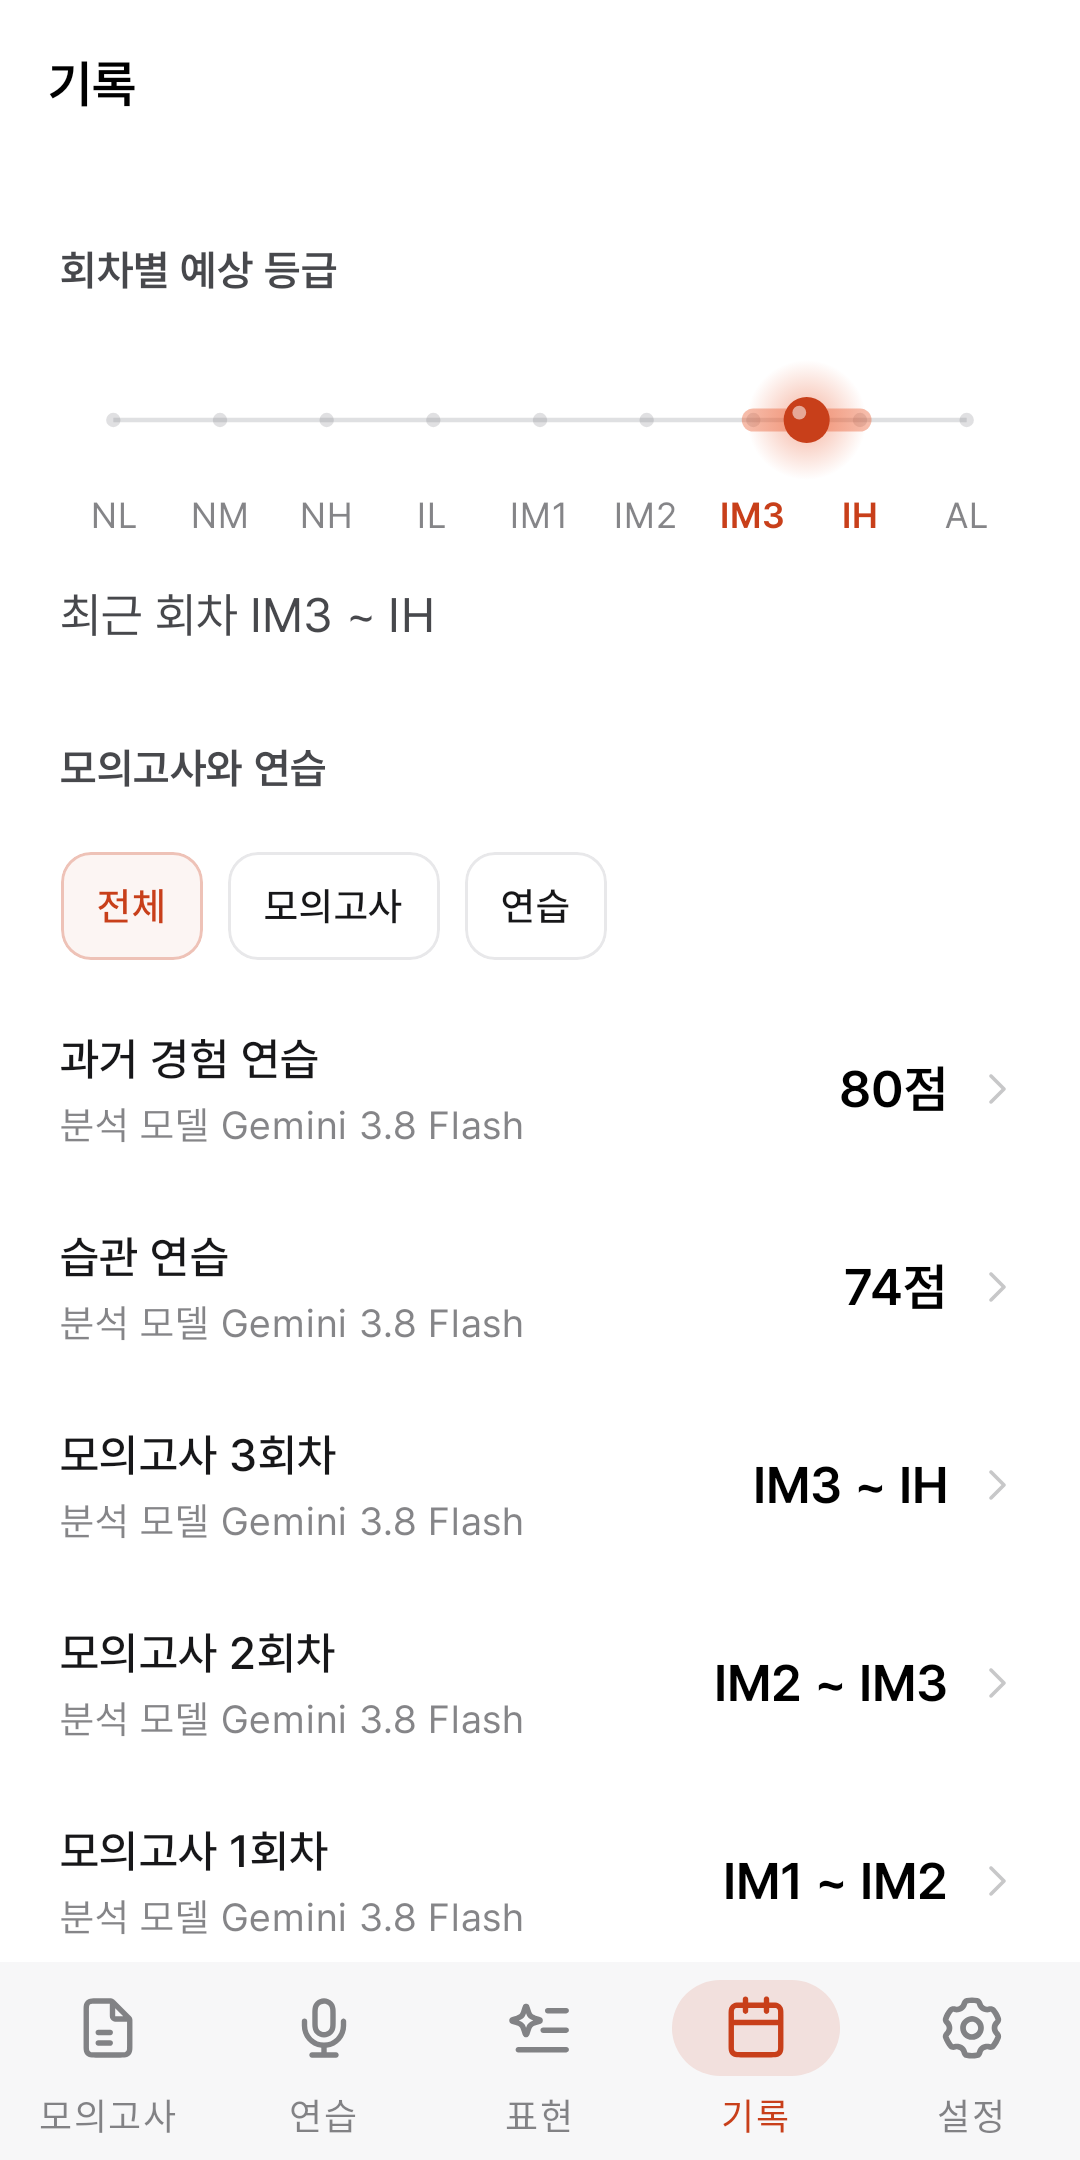 기록
회차별 예상 등급
NL NM NH IL IM1 IM2 IM3 IH AL
최근 회차 IM3 ~ IH
모의고사와 연습
전체 모의고사 연습
과거 경험 연습
80점
분석 모델 Gemini 3.8 Flash
습관 연습
74점
분석 모델 Gemini 3.8 Flash
모의고사 3회차
IM3 ~ IH
분석 모델 Gemini 3.8 Flash
모의고사 2회차
IM2 ~ IM3
분석 모델 Gemini 3.8 Flash
모의고사 1회차
IM1 ~ IM2
분석 모델 Gemini 3.8 Flash
모의고사 연습 표현 기록 설정